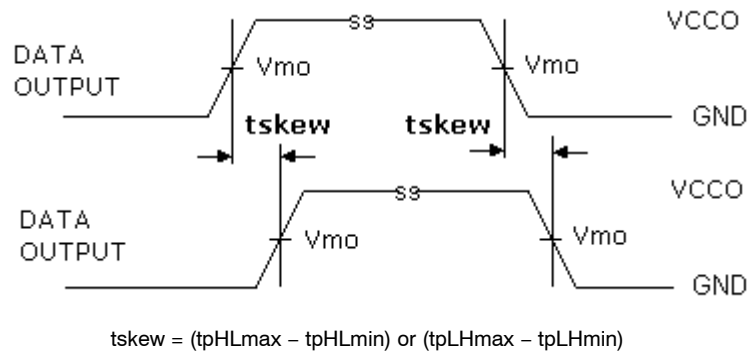 VCCO
DATA
OUTPUT
Vmo
Vmo
GND
tskew
tskew
VCCO
DATA
OUTPUT
Vmo
Vmo
GND
tskew = (tpHLmax – tpHLmin) or (tpLHmax – tpLHmin)